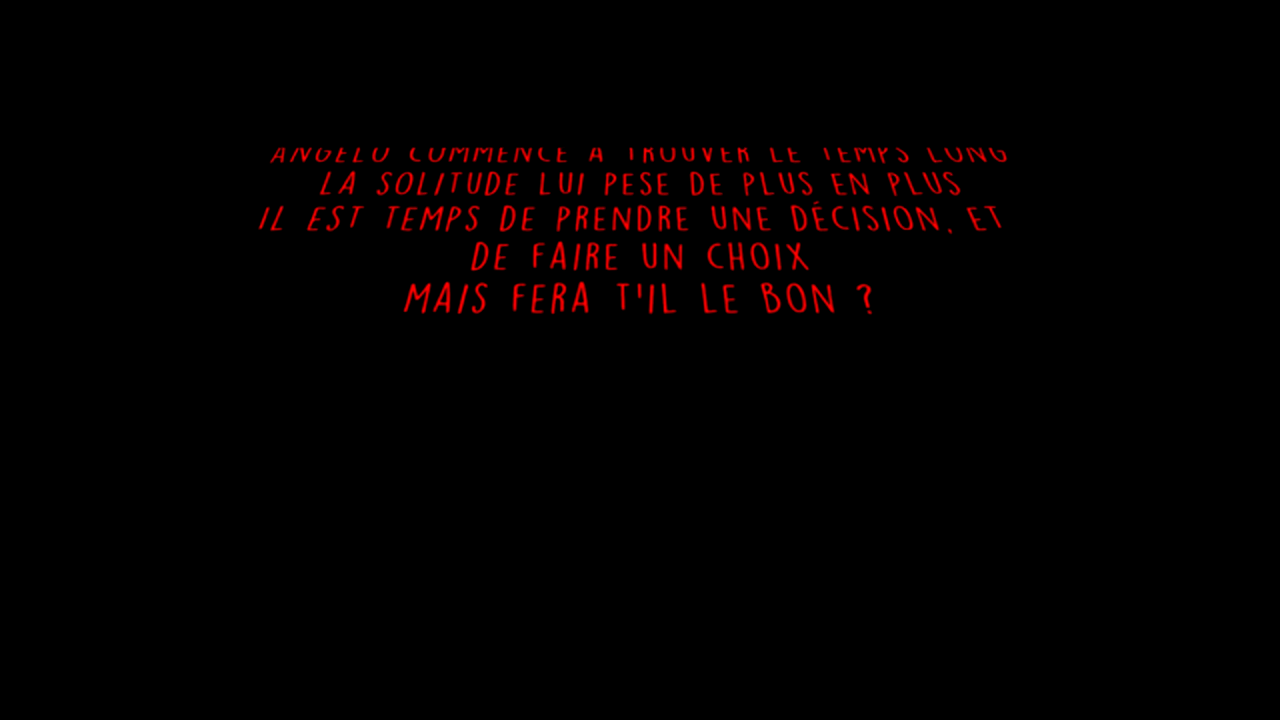 ANGELO COMMENCE A TROUVER LE TEMPS LONG
LA SOLITUDE LUI PESE DE PLUS EN PLUS
IL EST TEMPS DE PRENDRE UNE DÉCISION, ET
DE FAIRE UN CHOIX
MAIS FERA T'IL LE BON ?